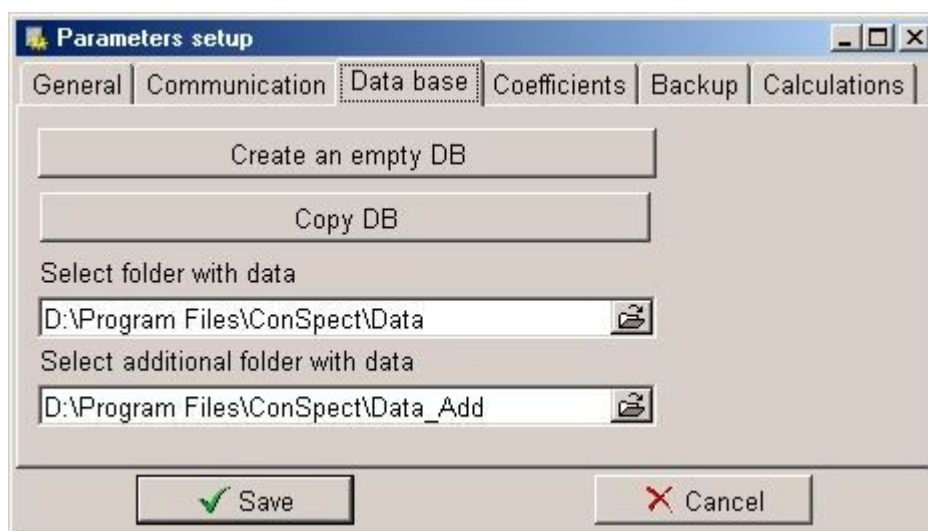 Parameters setup
General Communication Data base Coefficients Backup Calculations
Create an empty DB
Copy DB
Select folder with data
D:\Program Files\ConSpect\Data
Select additional folder with data
D:\Program Files\ConSpect\Data_Add
Save Cancel